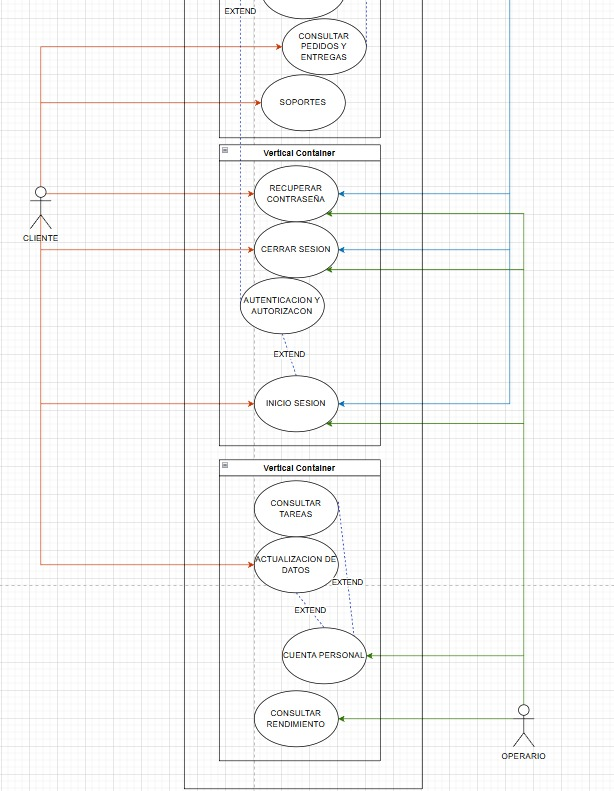 EXTEND
CONSULTAR
PEDIDOS Y
ENTREGAS
SOPORTES
Vertical Container
RECUPERAR
CONTRASEÑA
CLIENTE
CERRAR SESION
AUTENTICACION Y
AUTORIZACON
EXTEND
INICIO SESION
Vertical Container
CONSULTAR
TAREAS
ACTUALIZACION DE
DATOS
EXTEND
EXTEND
CUENTA PERSONAL
CONSULTAR
RENDIMIENTO
OPERARIO